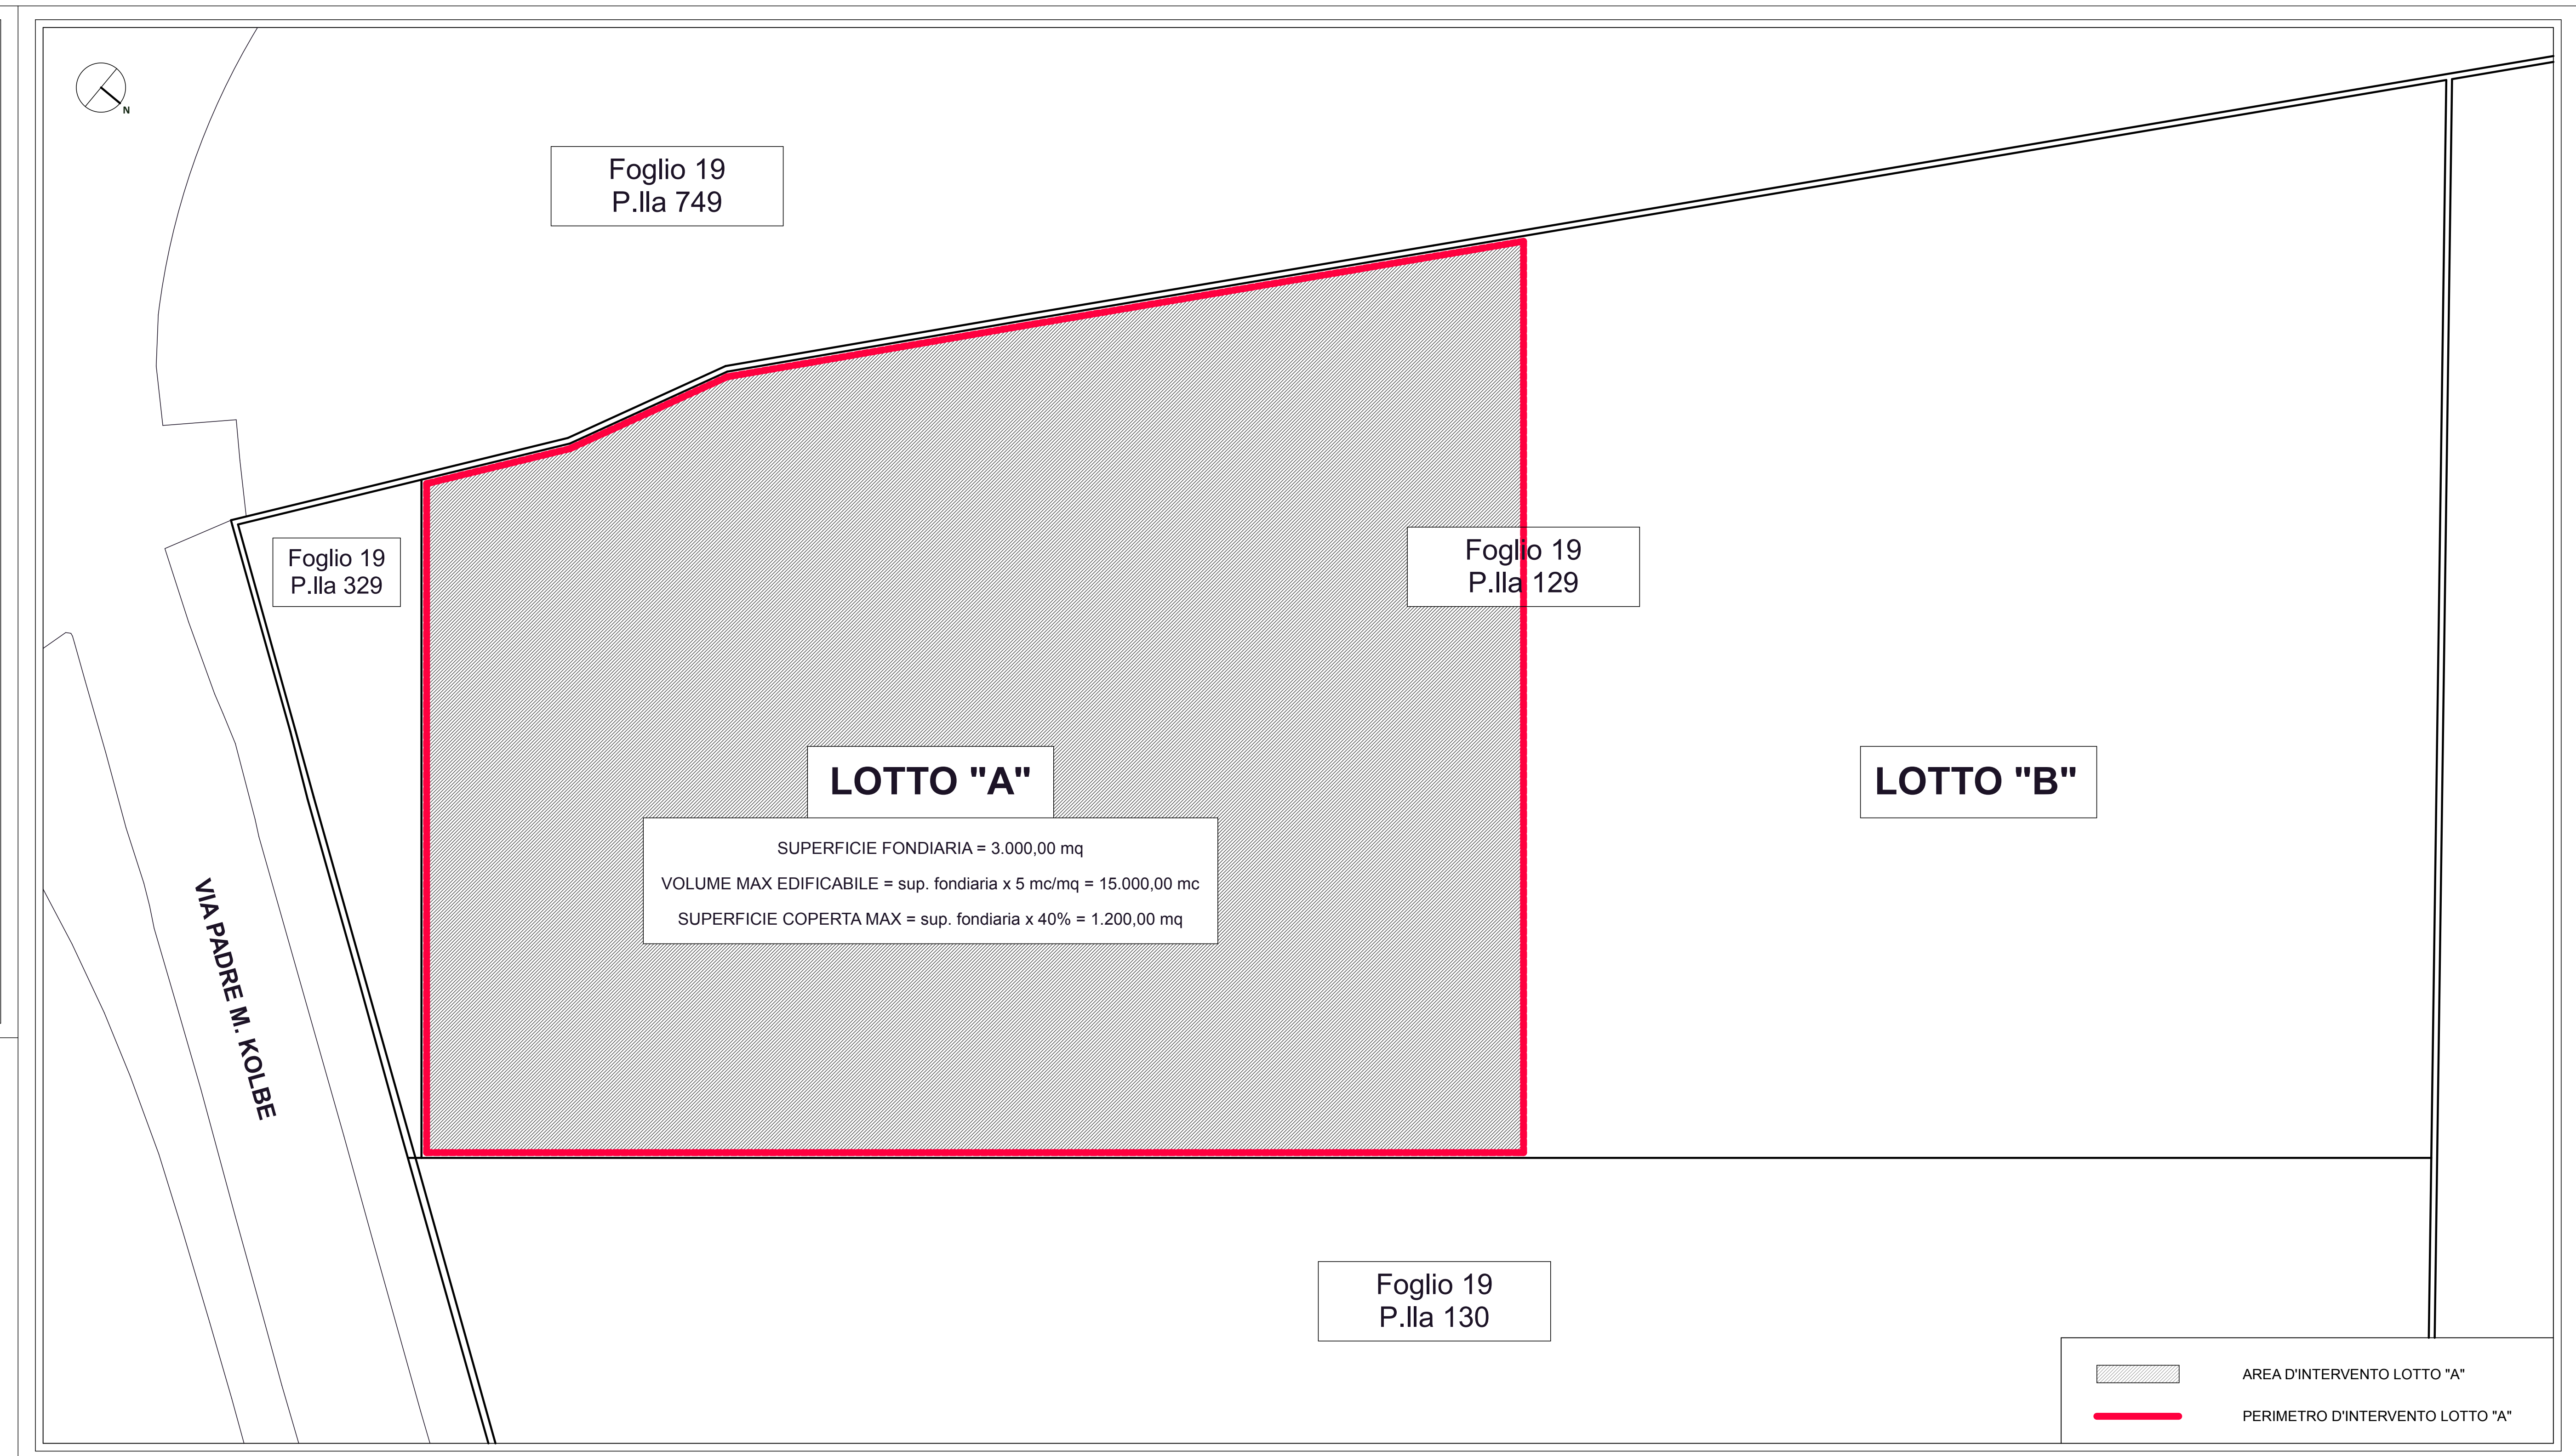 N
Foglio 19
P.lla 749
Foglio 19
P.lla 329
Foglio 19
P.lla 129
LOTTO "A"
SUPERFICIE FONDIARIA = 3.000,00 mq
VOLUME MAX EDIFICABILE = sup. fondiaria x 5 mc/mq = 15.000,00 mc
SUPERFICIE COPERTA MAX = sup. fondiaria x 40% = 1.200,00 mq
LOTTO "B"
VIA PADRE M. KOLBE
Foglio 19
P.lla 130
AREA D'INTERVENTO LOTTO "A"
PERIMETRO D'INTERVENTO LOTTO "A"